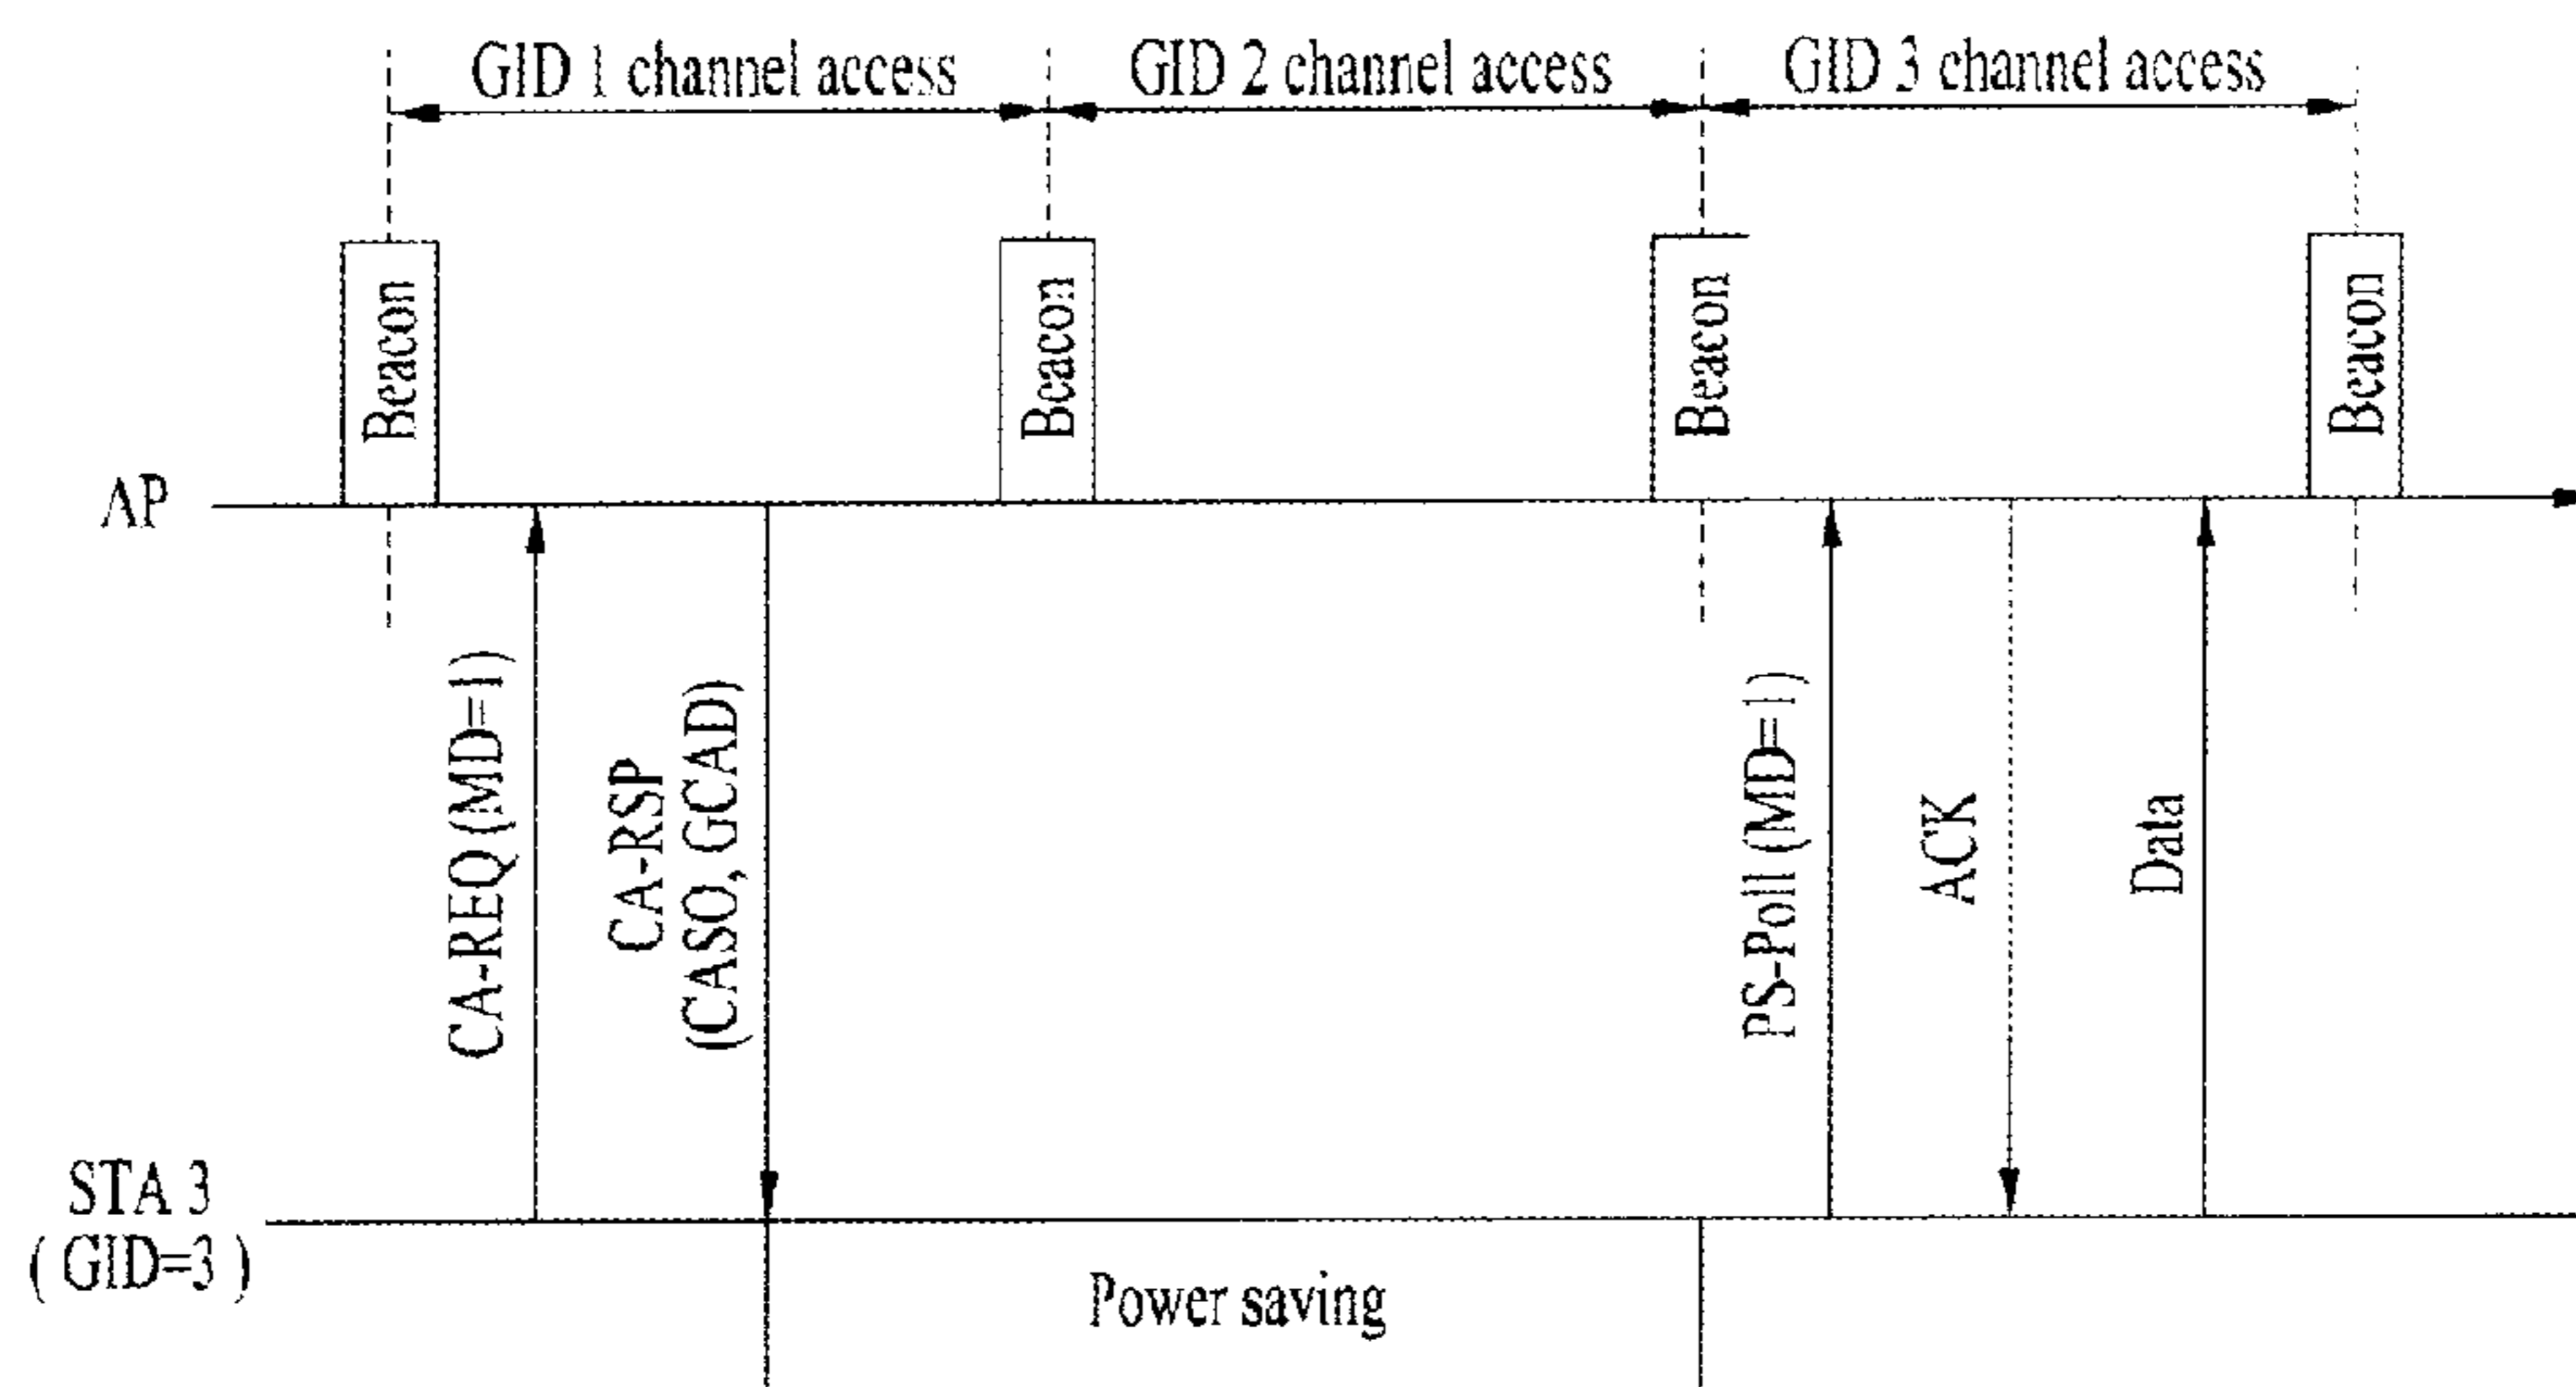 GID 1 channel access
GID 2 channel access
GID 3 channel access
Beacon
Beacon
Beacon
Beacon
AP
CA-REQ (MD=1)
CA-RSP
(CASO, GCAD)
PS-Poll (MD=1)
ACK
Data
STA 3
( GID=3 )
Power saving